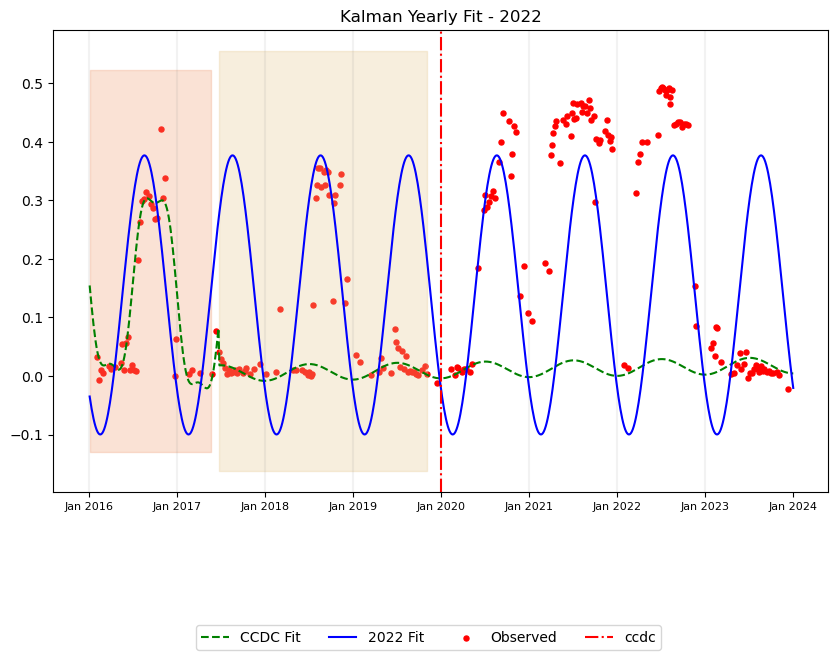 Kalman Yearly Fit - 2022
0.5
0.4
0.3
0.2
0.1
0.0
−0.1
Jan 2016 Jan 2017 Jan 2018 Jan 2019 Jan 2020 Jan 2021 Jan 2022 Jan 2023 Jan 2024
CCDC Fit 2022 Fit Observed ccdc